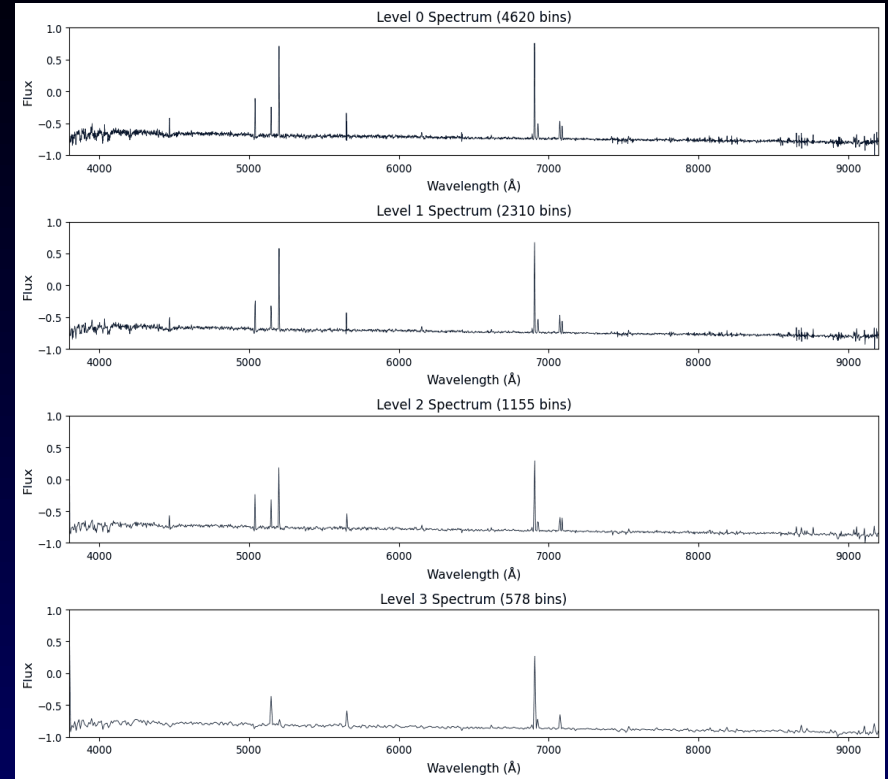 Level 0 Spectrum (4620 bins)
1.0
0.5
0.0
−0.5
−1.0
Flux
4000 5000 6000 7000 8000 9000
Wavelength (Å)
Level 1 Spectrum (2310 bins)
1.0
0.5
0.0
−0.5
−1.0
Flux
4000 5000 6000 7000 8000 9000
Wavelength (Å)
Level 2 Spectrum (1155 bins)
1.0
0.5
0.0
−0.5
−1.0
Flux
4000 5000 6000 7000 8000 9000
Wavelength (Å)
Level 3 Spectrum (578 bins)
1.0
0.5
0.0
−0.5
−1.0
Flux
4000 5000 6000 7000 8000 9000
Wavelength (Å)